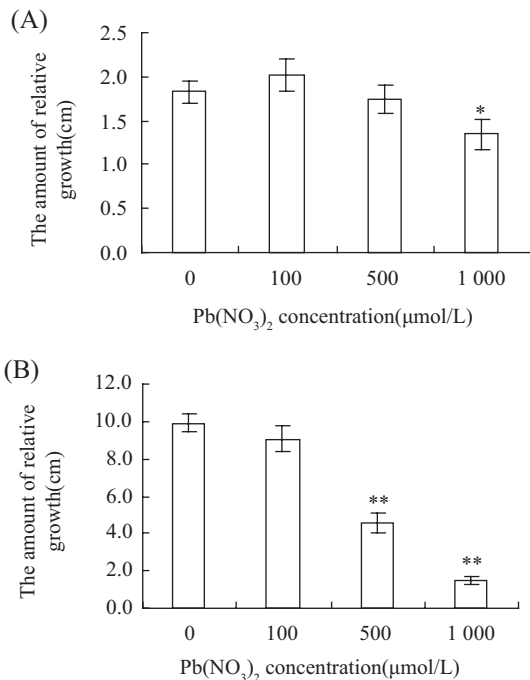 (A)
The amount of relative
growth(cm)
2.5
2.0
1.5
1.0
0.5
0.0
*
0 100 500 1 000
Pb(NO₃)₂ concentration(μmol/L)
(B)
The amount of relative
growth(cm)
12.0
10.0
8.0
6.0
4.0
2.0
0.0
**
**
0 100 500 1 000
Pb(NO₃)₂ concentration(μmol/L)